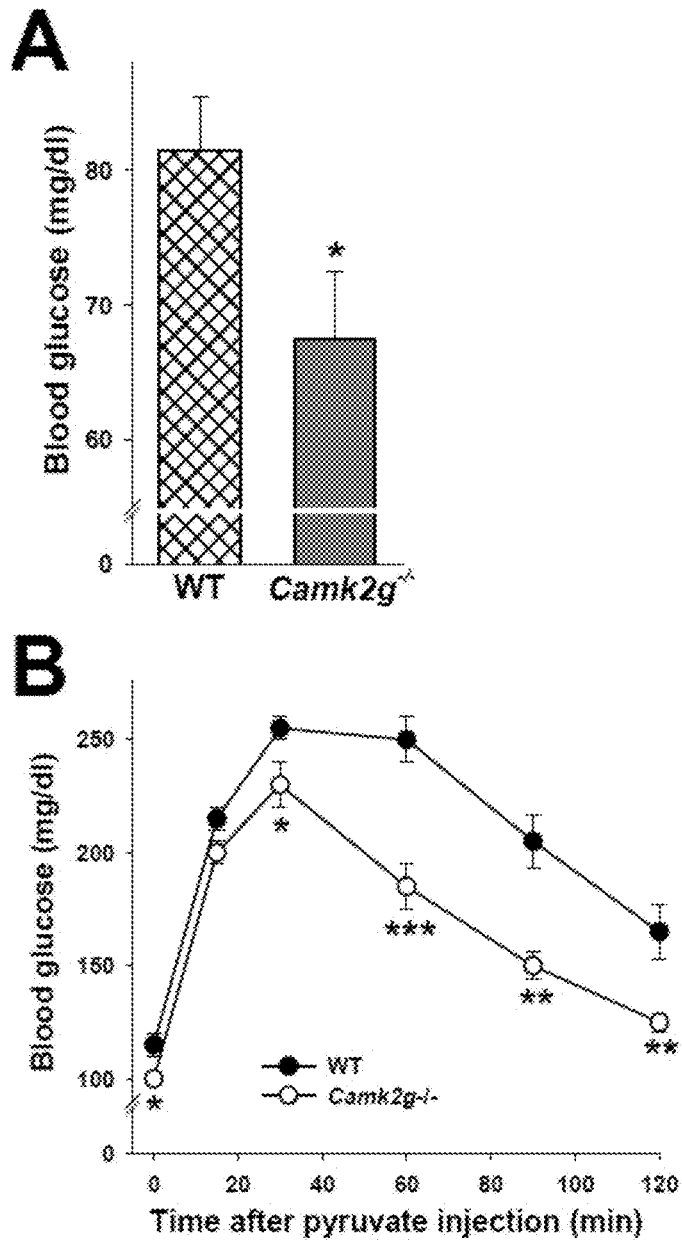 A
Blood glucose (mg/dl)
80
70
60
0
*
WT Camk2g-/-
B
Blood glucose (mg/dl)
250
200
150
100
0
*
*
***
**
**
WT
Camk2g-/-
0 20 40 60 80 100 120
Time after pyruvate injection (min)